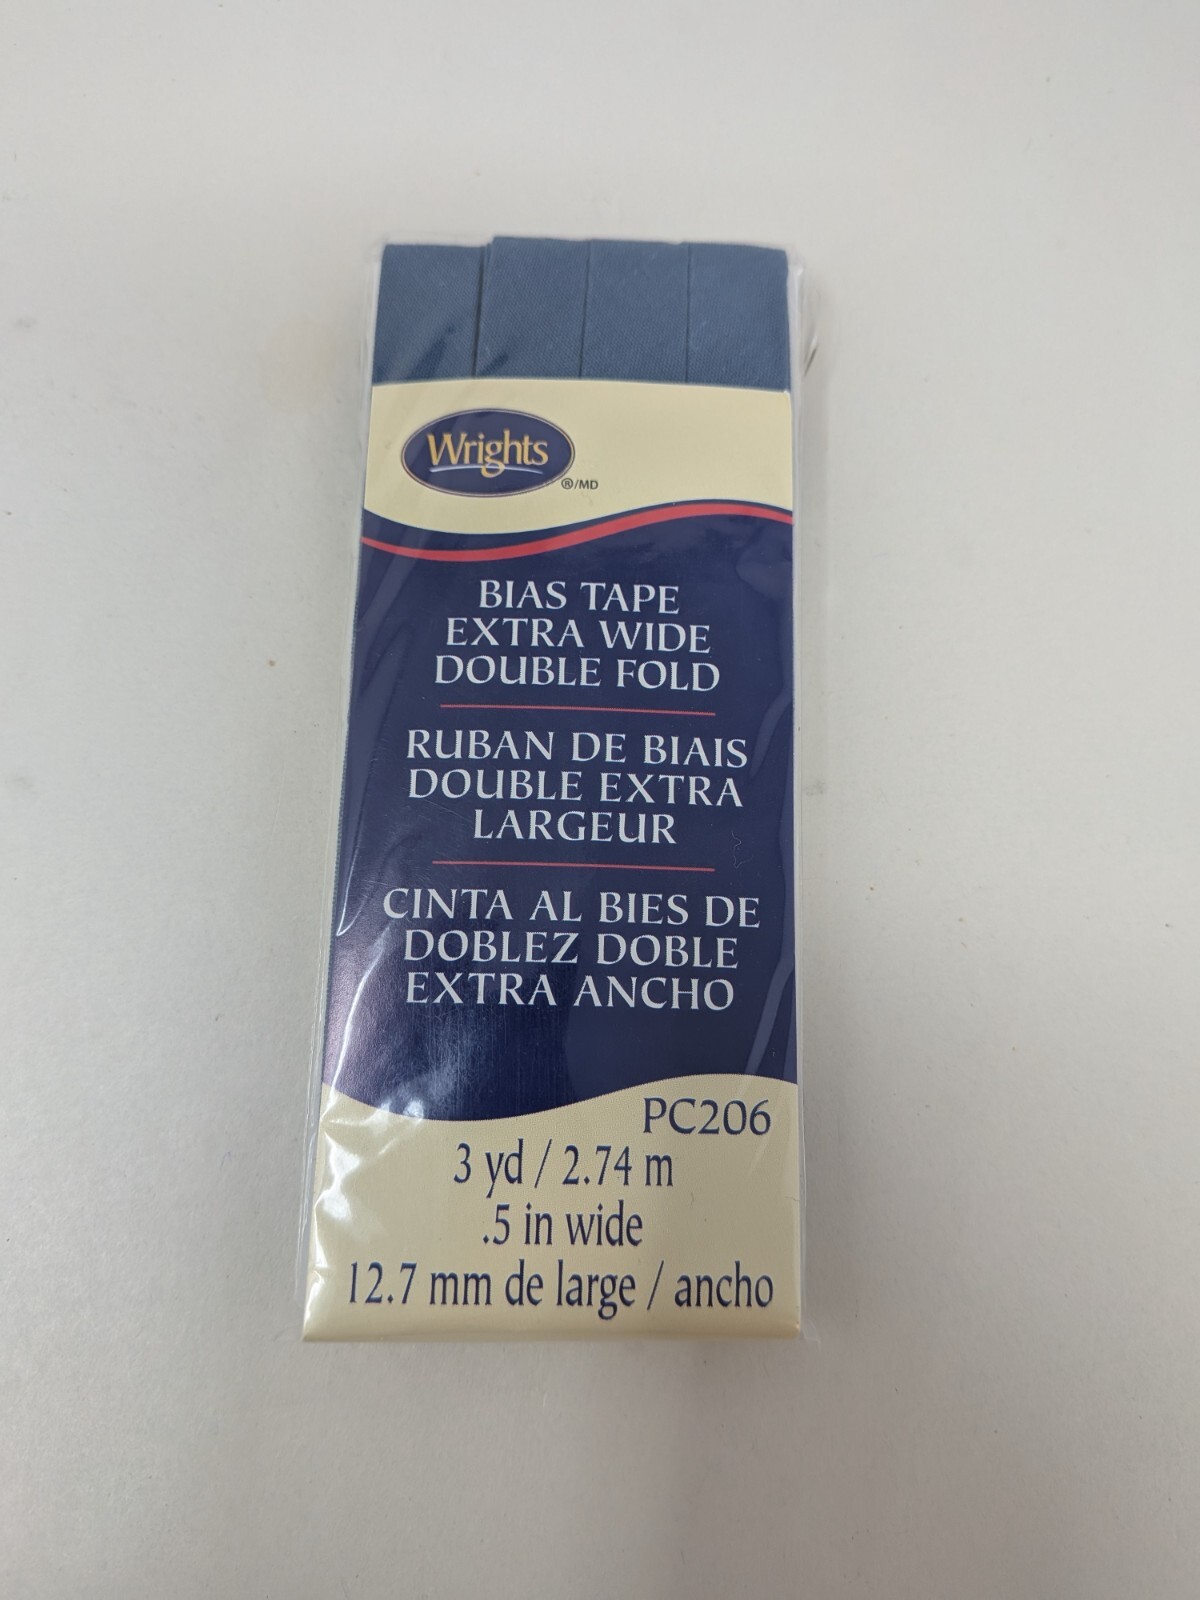 Wrights
®/MD
BIAS TAPE
EXTRA WIDE
DOUBLE FOLD
RUBAN DE BIAIS
DOUBLE EXTRA
LARGEUR
CINTA AL BIES DE
DOBLEZ DOBLE
EXTRA ANCHO
PC206
3 yd / 2.74 m
.5 in wide
12.7 mm de large / ancho